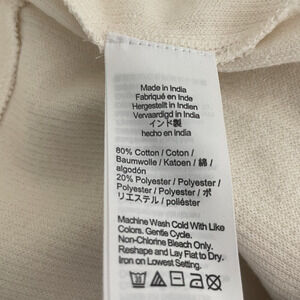 Made in India
Fabriqué en Inde
Hergestellt in Indien
Vervaardigd in India
インド製
hecho en India
80% Cotton / Coton /
Baumwolle / Katoen / 綿 /
algodón
20% Polyester / Polyester /
Polyester / Polyester / ポ
リエステル / poliéster
Machine Wash Cold With Like
Colors. Gentle Cycle.
Non-Chlorine Bleach Only.
Reshape and Lay Flat to Dry.
Iron on Lowest Setting.